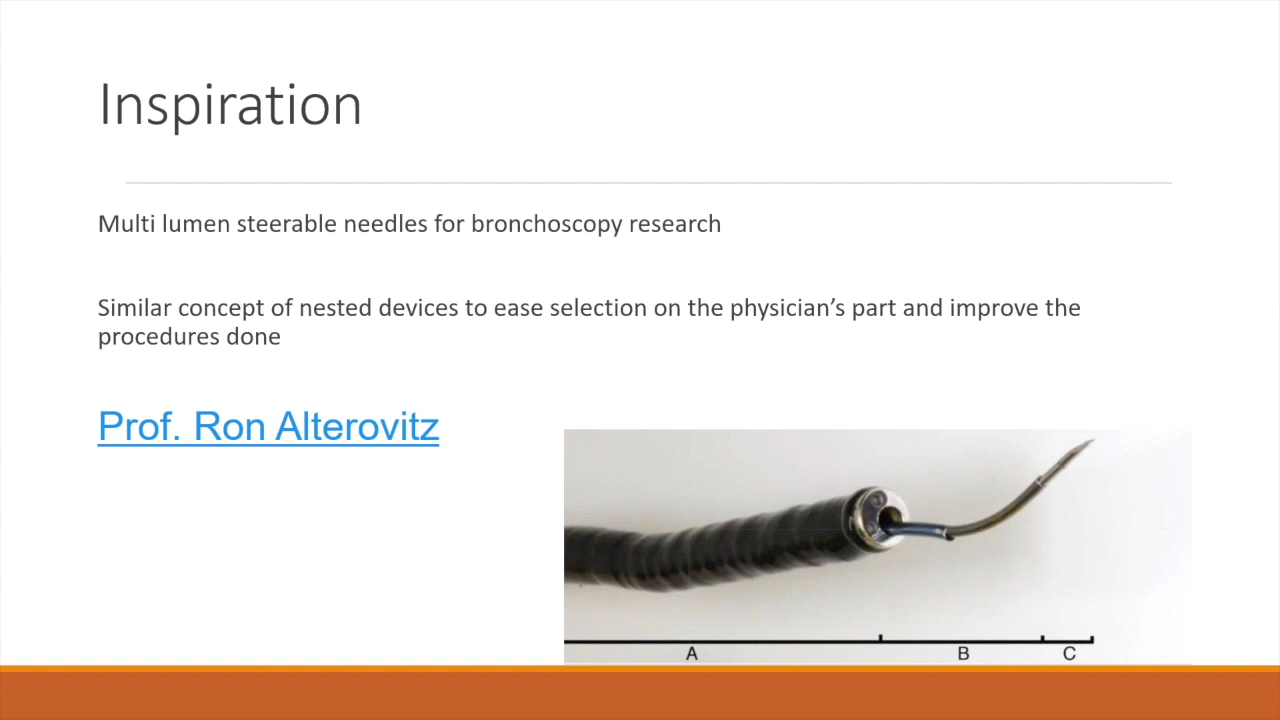 Inspiration
Multi lumen steerable needles for bronchoscopy research
Similar concept of nested devices to ease selection on the physician’s part and improve the
procedures done
Prof. Ron Alterovitz
A B C